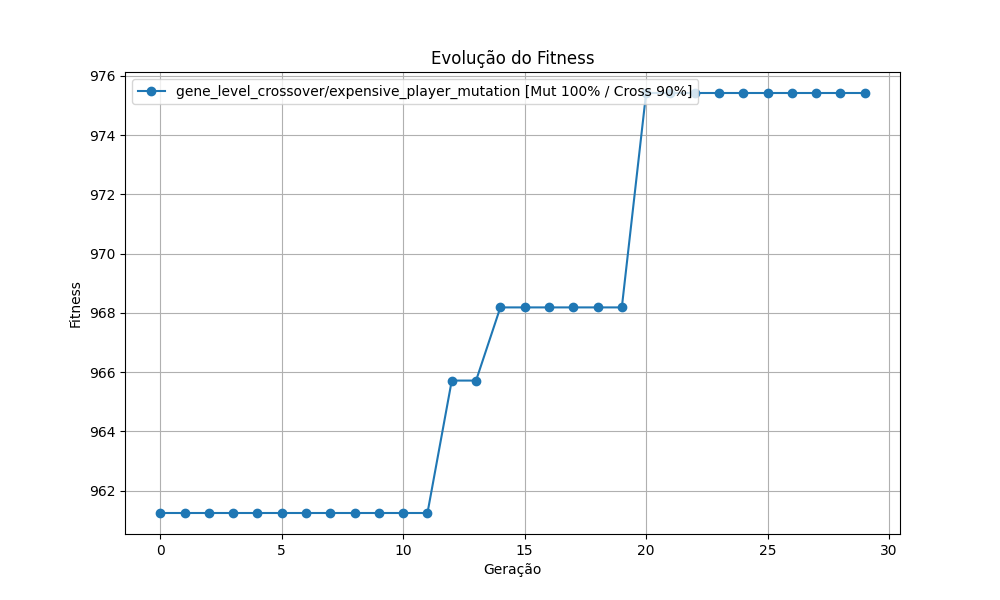 Evolução do Fitness
gene_level_crossover/expensive_player_mutation [Mut 100% / Cross 90%]
976
974
972
970
968
966
964
962
Fitness
0 5 10 15 20 25 30
Geração